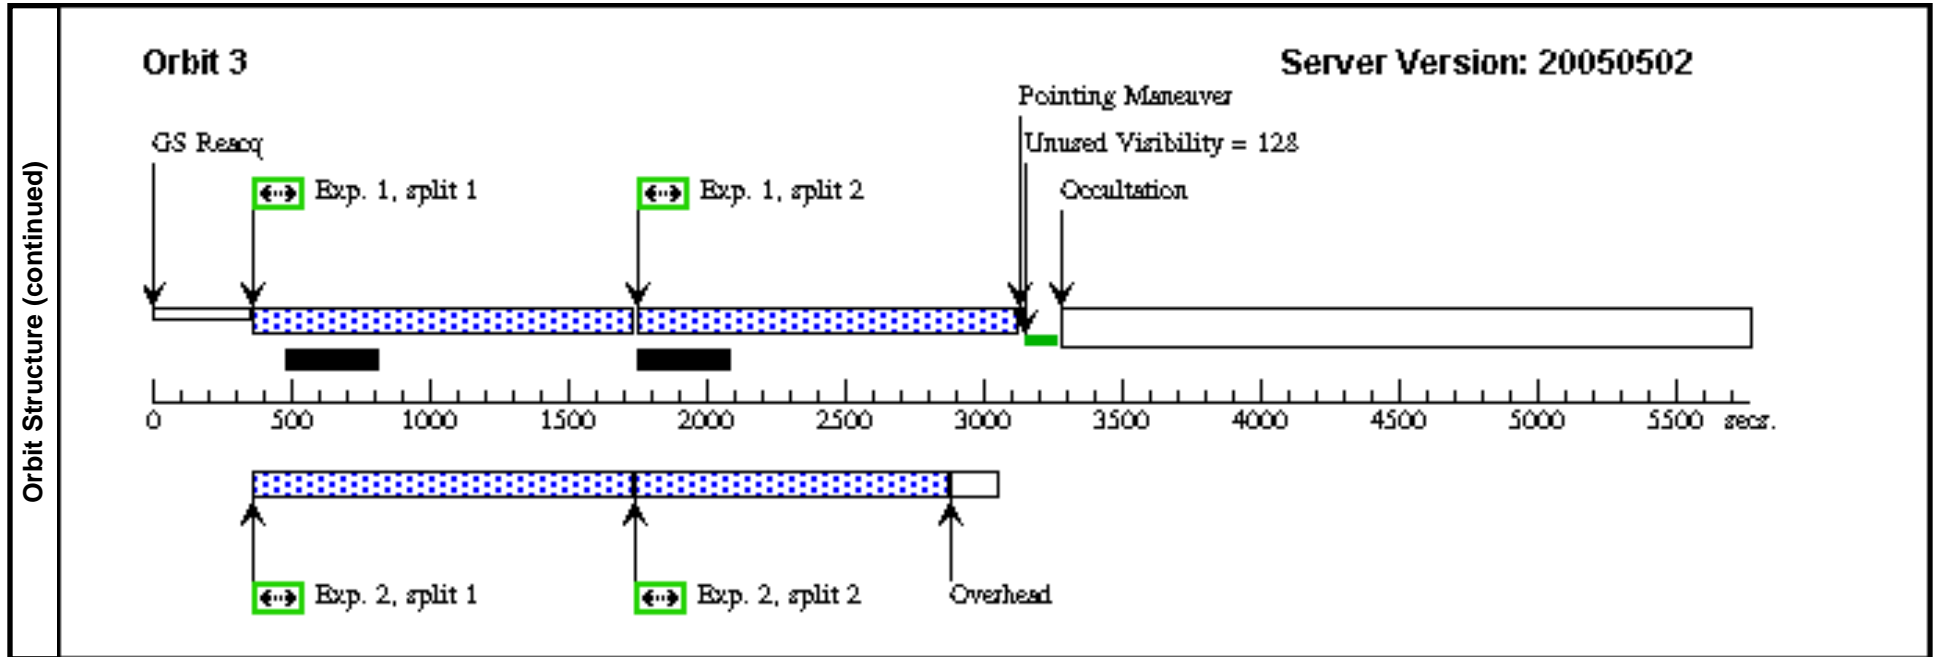 Orbit Structure (continued)
Orbit 3
Server Version: 20050502
Pointing Maneuver
GS Reacq
Unused Visibility = 128
Exp. 1, split 1
Exp. 1, split 2
Occultation
0 500 1000 1500 2000 2500 3000 3500 4000 4500 5000 5500 secs.
Exp. 2, split 1
Exp. 2, split 2
Overhead